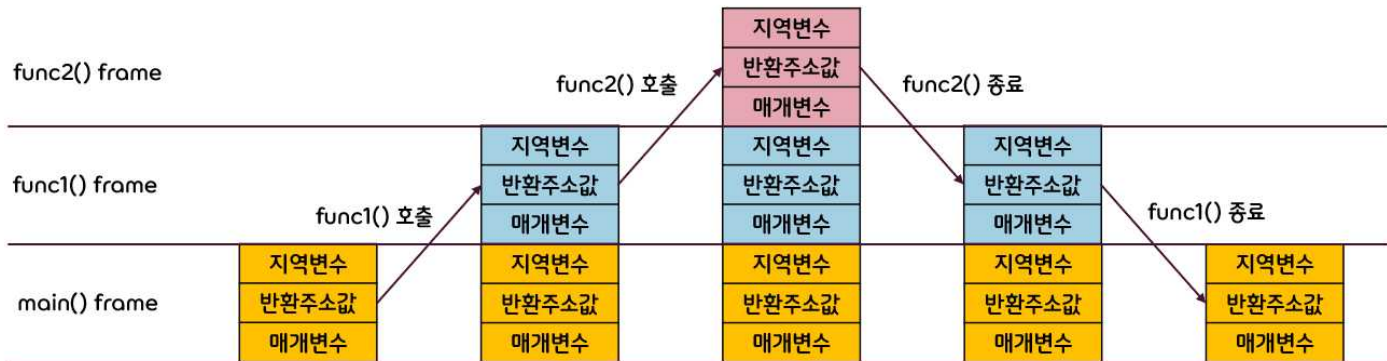 지역변수
func2() frame
func2() 호출
반환주소값
func2() 종료
매개변수
지역변수
지역변수
지역변수
func1() frame
func1() 호출
반환주소값
반환주소값
반환주소값
func1() 종료
매개변수
매개변수
매개변수
지역변수
지역변수
지역변수
지역변수
지역변수
main() frame
반환주소값
반환주소값
반환주소값
반환주소값
반환주소값
매개변수
매개변수
매개변수
매개변수
매개변수